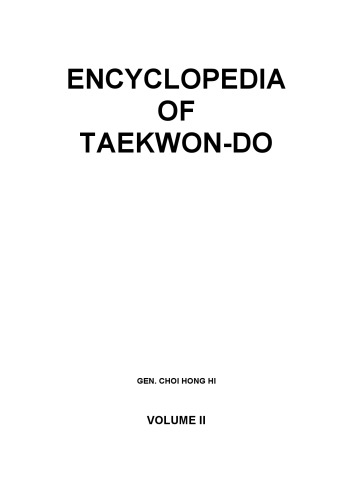 ENCYCLOPEDIA
OF
TAEKWON-DO
GEN. CHOI HONG HI
VOLUME II